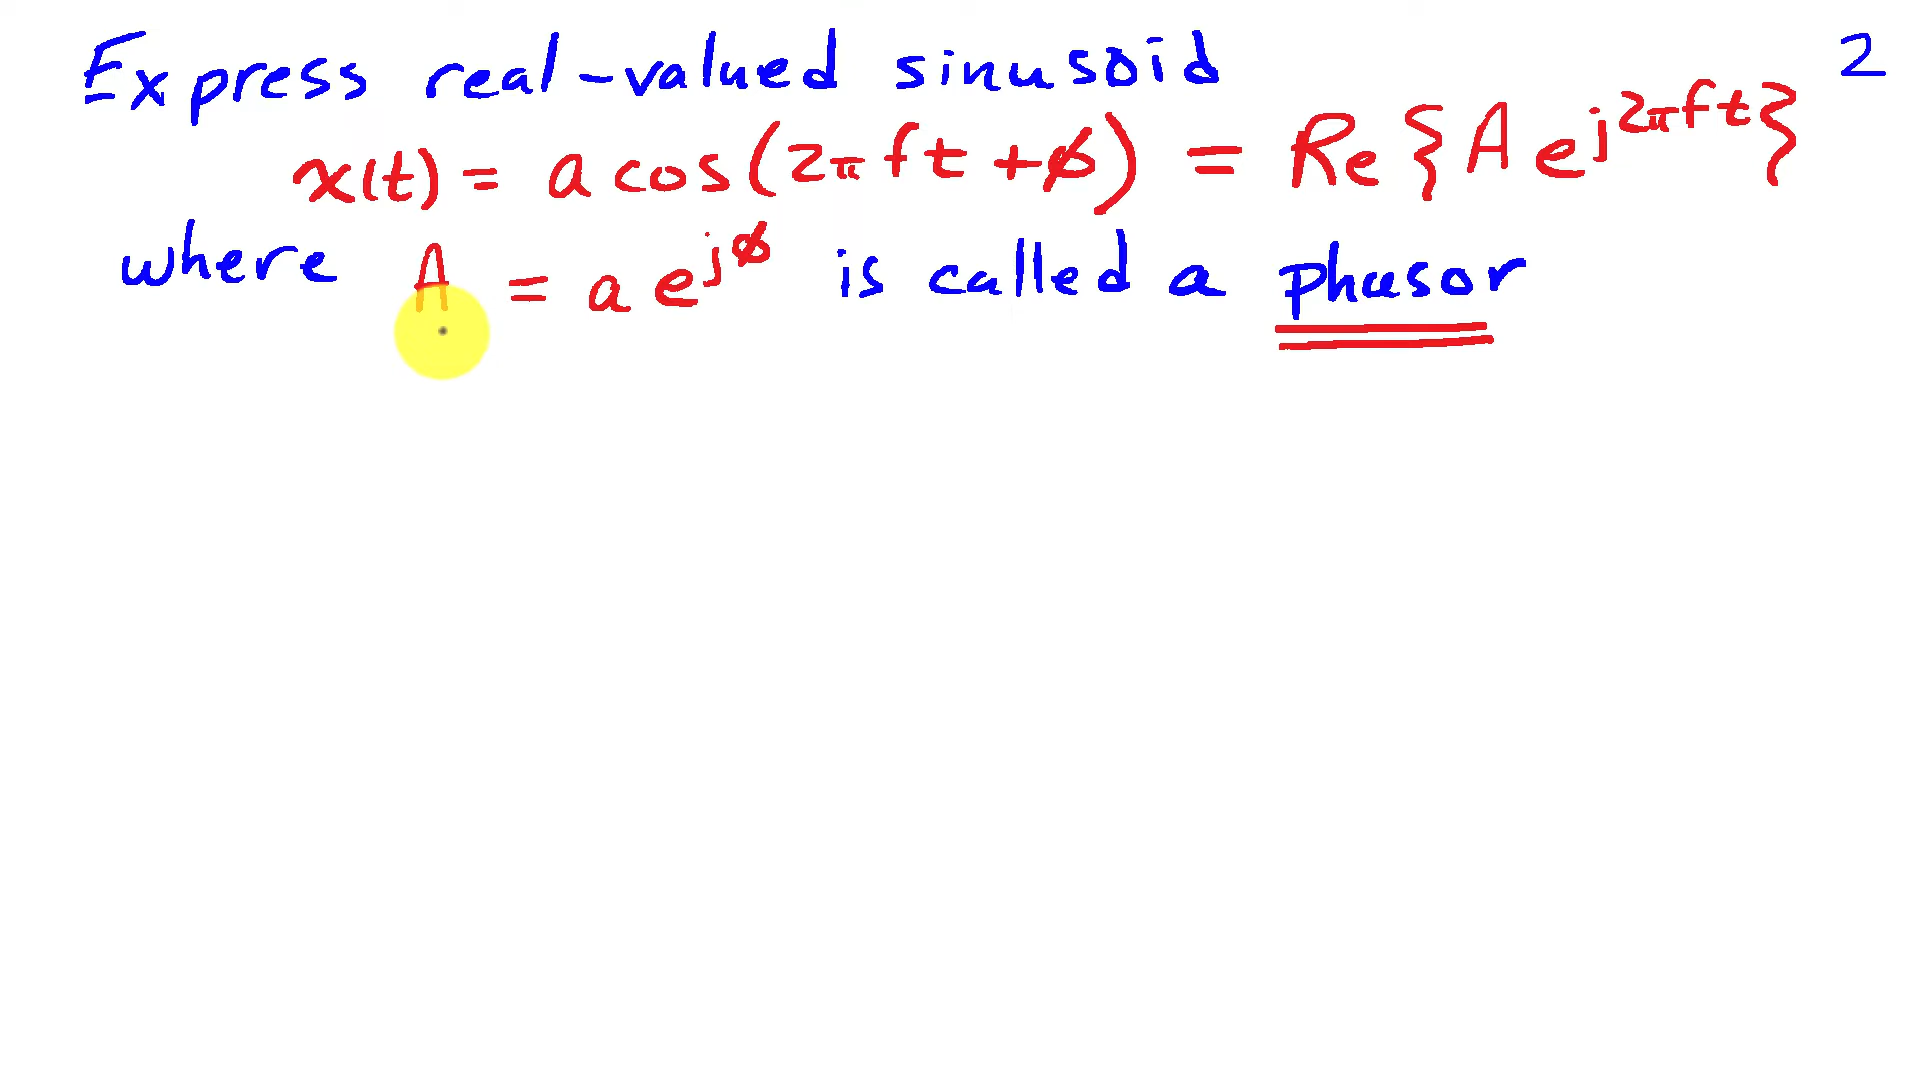 Express real-valued sinusoid
2
x(t) = a cos(2πft + ϕ) = Re{A e^{j2πft}}
where A = a e^{jϕ} is called a phasor